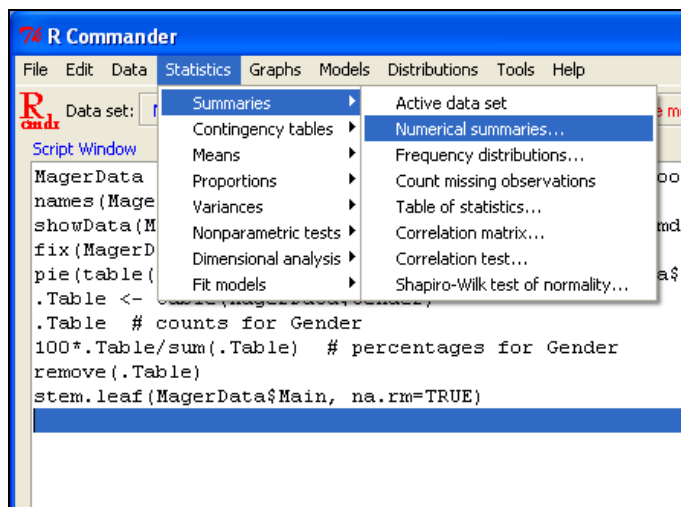 R Commander
File Edit Data Statistics Graphs Models Distributions Tools Help
R
cmdr
Data set:
Summaries
Contingency tables
Means
Proportions
Variances
Nonparametric tests
Dimensional analysis
Fit models
Active data set
Numerical summaries...
Frequency distributions...
Count missing observations
Table of statistics...
Correlation matrix...
Correlation test...
Shapiro-Wilk test of normality...
Script Window
MagerData
names(Mage
showData(M
fix(MagerD
pie(table(
.Table <-
.Table # counts for Gender
100*.Table/sum(.Table) # percentages for Gender
remove(.Table)
stem.leaf(MagerData$Main, na.rm=TRUE)